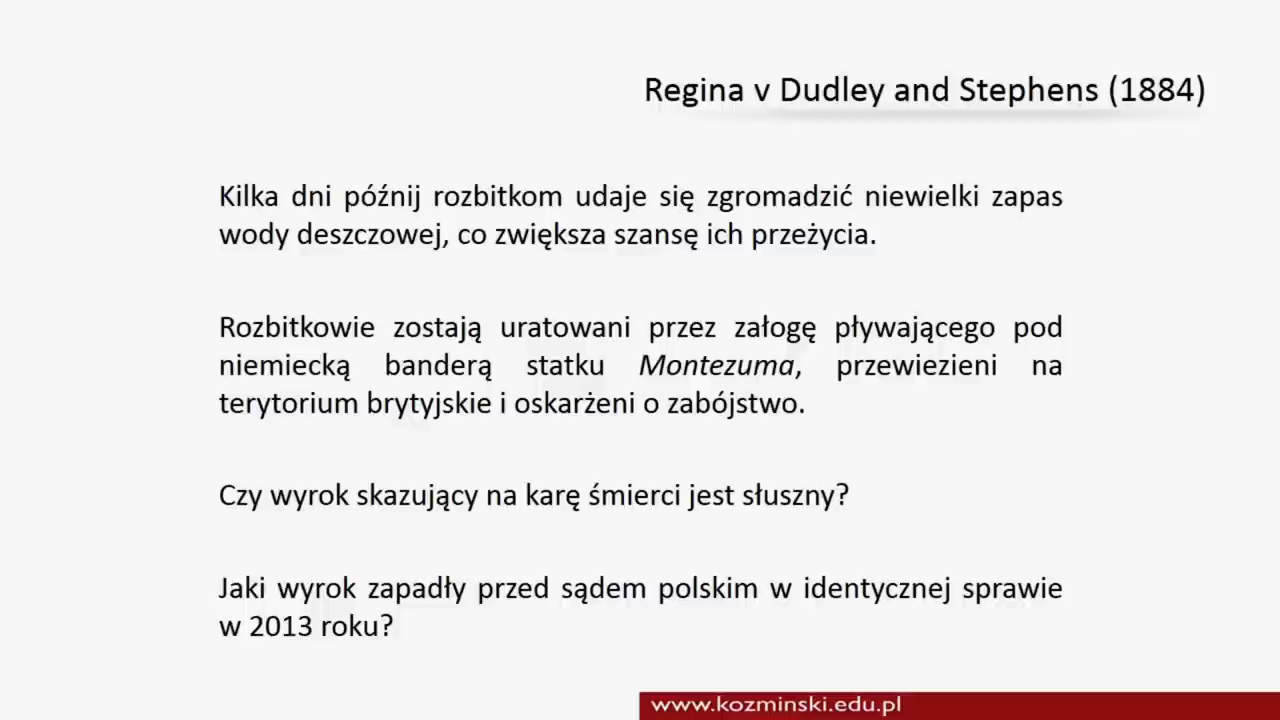 Regina v Dudley and Stephens (1884)
Kilka dni późnij rozbitkom udaje się zgromadzić niewielki zapas
wody deszczowej, co zwiększa szansę ich przeżycia.
Rozbitkowie zostają uratowani przez załogę pływającego pod
niemiecką banderą statku Montezuma, przewiezieni na
terytorium brytyjskie i oskarżeni o zabójstwo.
Czy wyrok skazujący na karę śmierci jest słuszny?
Jaki wyrok zapadły przed sądem polskim w identycznej sprawie
w 2013 roku?
www.kozminski.edu.pl